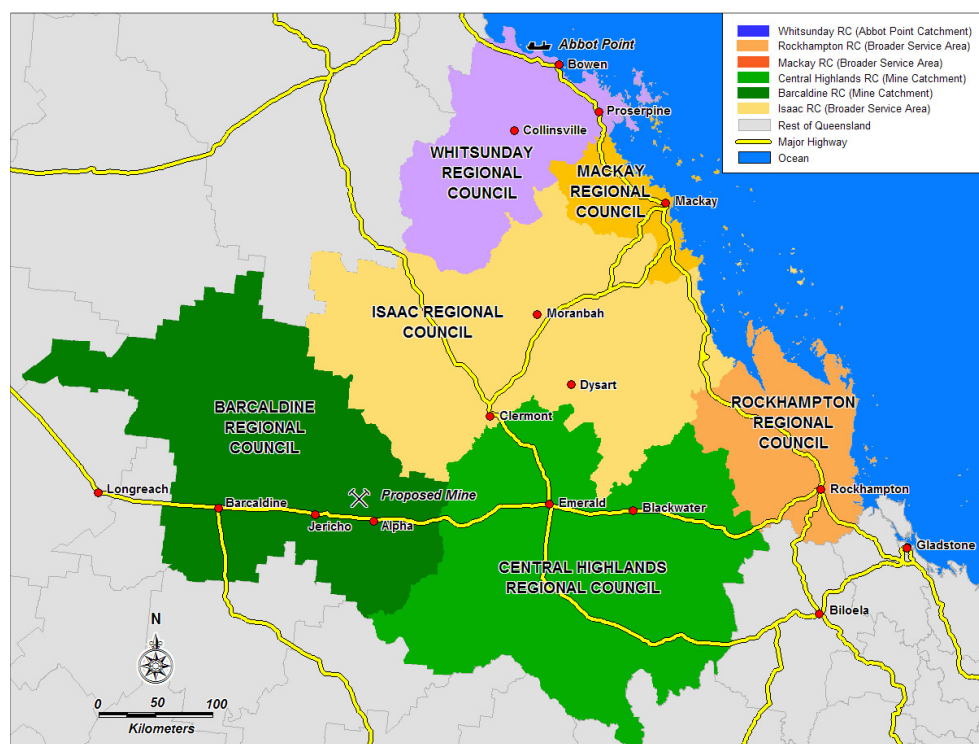 Abbot Point
Bowen
Proserpine
Collinsville
WHITSUNDAY
REGIONAL
COUNCIL
MACKAY
REGIONAL
COUNCIL
Mackay
Whitsunday RC (Abbot Point Catchment)
Rockhampton RC (Broader Service Area)
Mackay RC (Broader Service Area)
Central Highlands RC (Mine Catchment)
Barcaldine RC (Mine Catchment)
Isaac RC (Broader Service Area)
Rest of Queensland
Major Highway
Ocean
ISAAC REGIONAL
COUNCIL
Moranbah
Dysart
Clermont
BARCALDINE
REGIONAL
COUNCIL
ROCKHAMPTON
REGIONAL
COUNCIL
Longreach
Barcaldine
Proposed Mine
Jericho
Alpha
Emerald
Blackwater
Rockhampton
Gladstone
CENTRAL HIGHLANDS
REGIONAL COUNCIL
Biloela
N
0 50 100
Kilometers